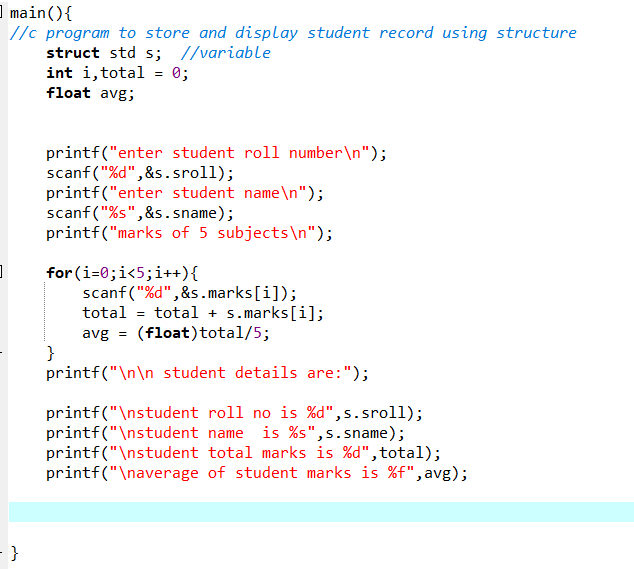 main(){
//c program to store and display student record using structure
struct std s;  //variable
int i,total = 0;
float avg;
printf("enter student roll number\n");
scanf("%d",&s.sroll);
printf("enter student name\n");
scanf("%s",&s.sname);
printf("marks of 5 subjects\n");
for(i=0;i<5;i++){
scanf("%d",&s.marks[i]);
total = total + s.marks[i];
avg = (float)total/5;
}
printf("\n\n student details are:");
printf("\nstudent roll no is %d",s.sroll);
printf("\nstudent name  is %s",s.sname);
printf("\nstudent total marks is %d",total);
printf("\naverage of student marks is %f",avg);
}